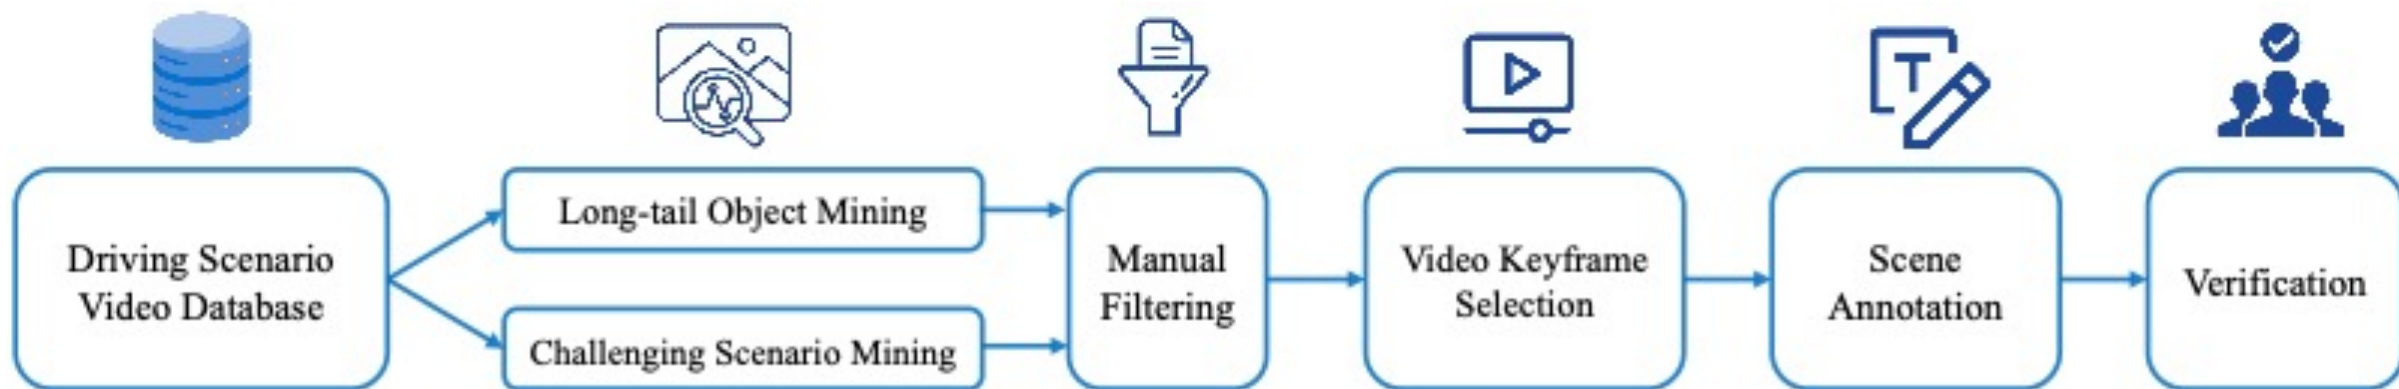 Driving Scenario
Video Database
Long-tail Object Mining
Challenging Scenario Mining
Manual
Filtering
Video Keyframe
Selection
T
Scene
Annotation
Verification